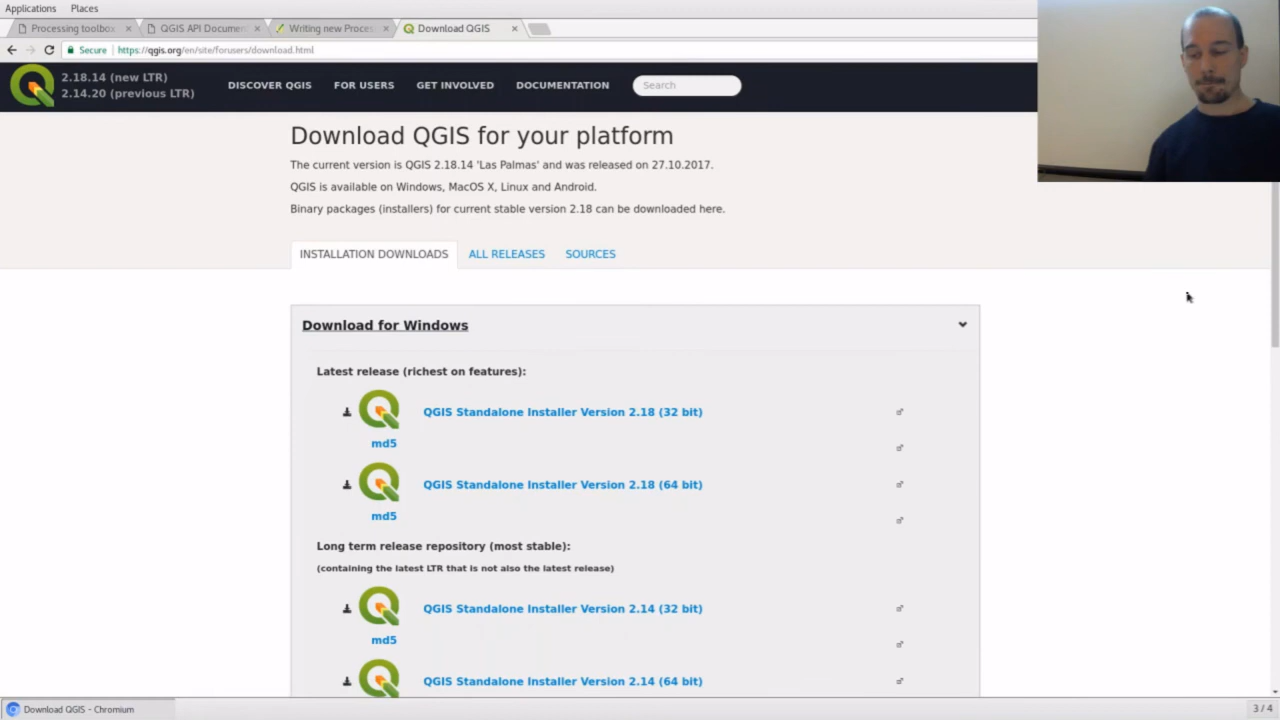 Applications Places
Processing toolbox
QGIS API Documen
Writing new Proces
Download QGIS
Secure https://qgis.org/en/site/forusers/download.html
2.18.14 (new LTR)
2.14.20 (previous LTR)
DISCOVER QGIS FOR USERS GET INVOLVED DOCUMENTATION Search
Download QGIS for your platform
The current version is QGIS 2.18.14 'Las Palmas' and was released on 27.10.2017.
QGIS is available on Windows, MacOS X, Linux and Android.
Binary packages (installers) for current stable version 2.18 can be downloaded here.
INSTALLATION DOWNLOADS ALL RELEASES SOURCES
Download for Windows
Latest release (richest on features):
QGIS Standalone Installer Version 2.18 (32 bit)
md5
QGIS Standalone Installer Version 2.18 (64 bit)
md5
Long term release repository (most stable):
(containing the latest LTR that is not also the latest release)
QGIS Standalone Installer Version 2.14 (32 bit)
md5
QGIS Standalone Installer Version 2.14 (64 bit)
Download QGIS - Chromium
3 / 4